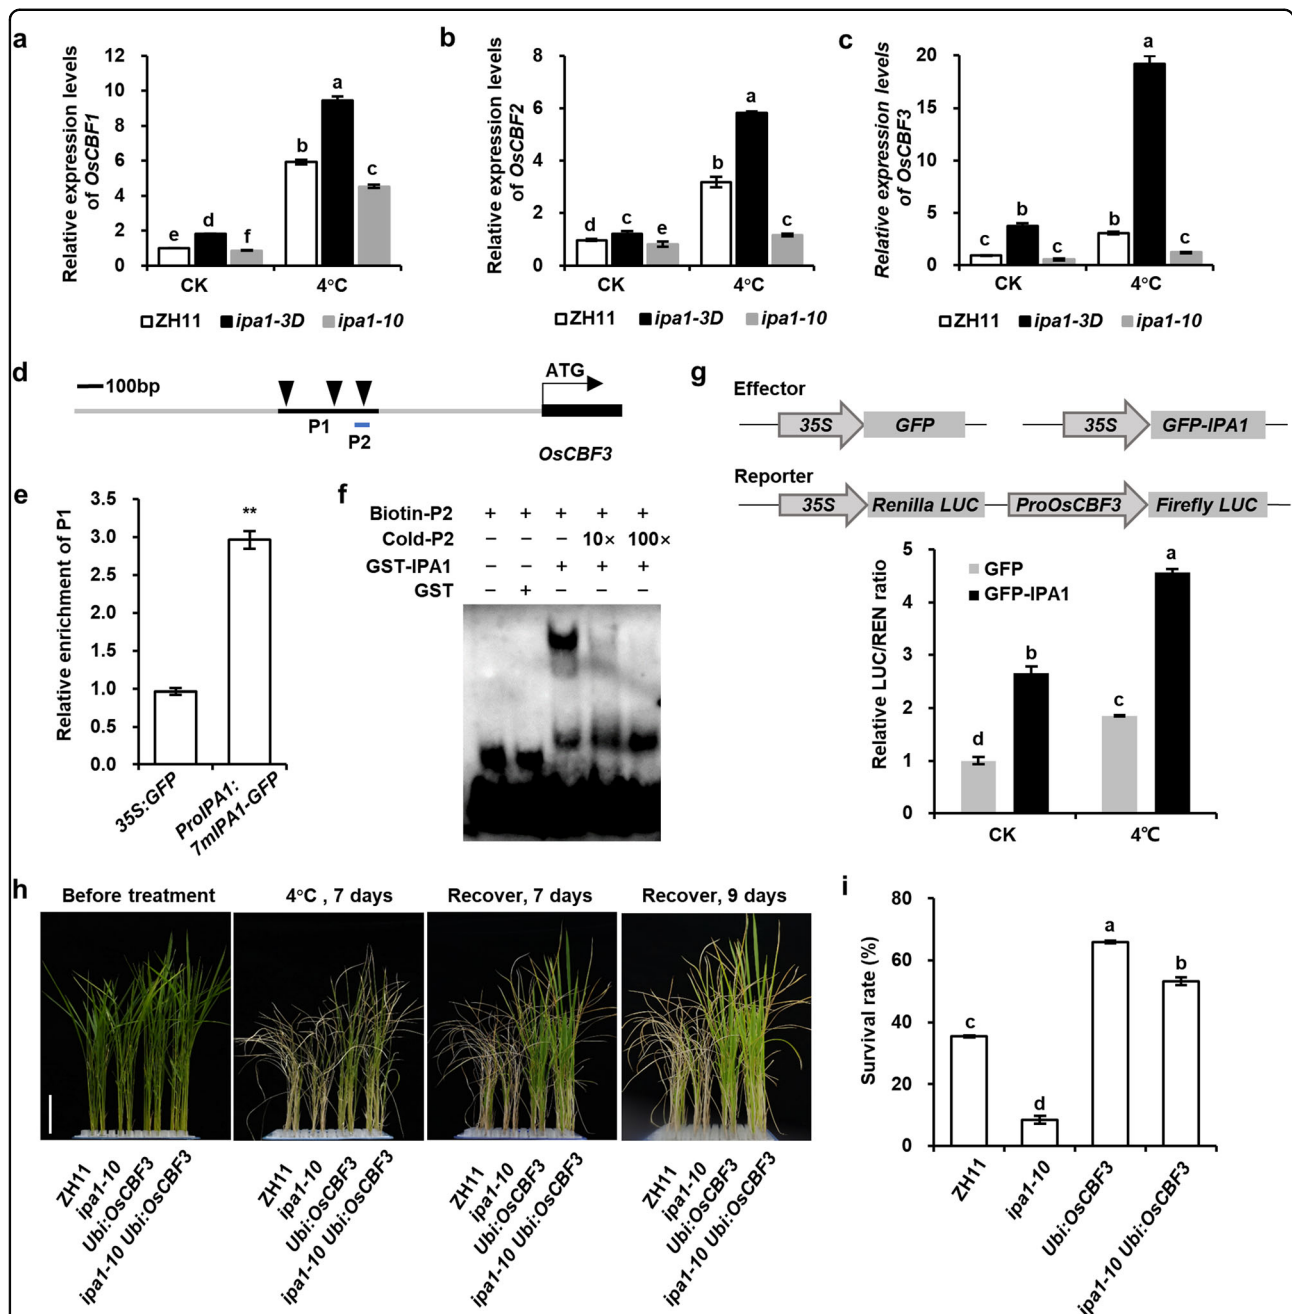 a
Relative expression levels
of OsCBF1
12
10
8
6
4
2
0
e
d
f
b
a
c
CK
4°C
ZH11
ipa1-3D
ipa1-10
b
Relative expression levels
of OsCBF2
8
6
4
2
0
d
c
e
b
a
c
CK
4°C
ZH11
ipa1-3D
ipa1-10
c
Relative expression levels
of OsCBF3
20
15
10
5
0
c
b
c
b
a
c
CK
4°C
ZH11
ipa1-3D
ipa1-10
d
100bp
ATG
P1
P2
OsCBF3
e
Relative enrichment of P1
3.5
3.0
2.5
2.0
1.5
1.0
0.5
0.0
**
35S:GFP
ProIPA1:
7mIPA1-GFP
f
Biotin-P2 + + + + +
Cold-P2 − − − 10× 100×
GST-IPA1 − − + + +
GST − + − − −
g
Effector
35S GFP
35S GFP-IPA1
Reporter
35S Renilla LUC ProOsCBF3 Firefly LUC
Relative LUC/REN ratio
5
4
3
2
1
0
GFP
GFP-IPA1
d
b
c
a
CK
4℃
h
Before treatment
4°C , 7 days
Recover, 7 days
Recover, 9 days
ZH11
ipa1-10
Ubi:OsCBF3
ipa1-10 Ubi:OsCBF3
ZH11
ipa1-10
Ubi:OsCBF3
ipa1-10 Ubi:OsCBF3
ZH11
ipa1-10
Ubi:OsCBF3
ipa1-10 Ubi:OsCBF3
ZH11
ipa1-10
Ubi:OsCBF3
ipa1-10 Ubi:OsCBF3
i
Survival rate (%)
80
60
40
20
0
c
d
a
b
ZH11
ipa1-10
Ubi:OsCBF3
ipa1-10 Ubi:OsCBF3